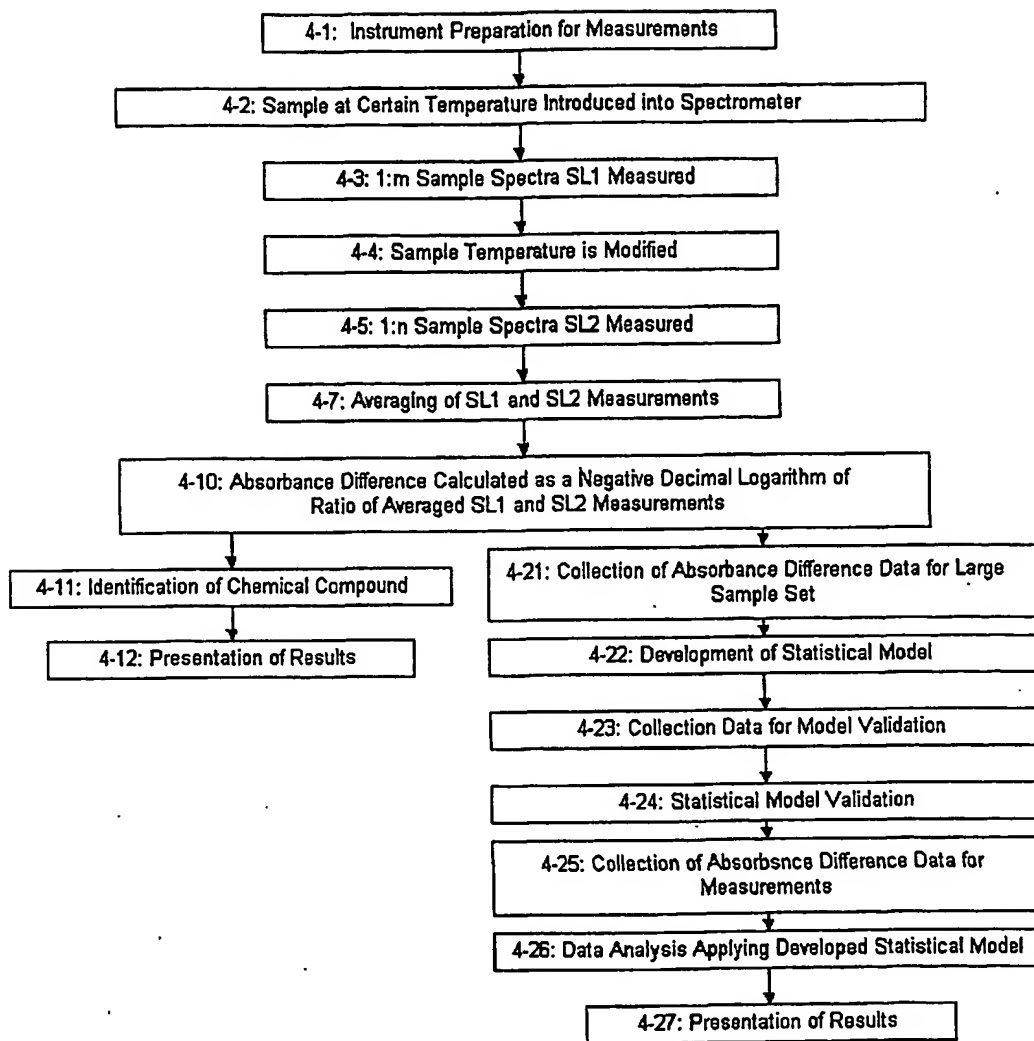 4-1: Instrument Preparation for Measurements
4-2: Sample at Certain Temperature Introduced into Spectrometer
4-3: 1:m Sample Spectra SL1 Measured
4-4: Sample Temperature is Modified
4-5: 1:n Sample Spectra SL2 Measured
4-7: Averaging of SL1 and SL2 Measurements
4-10: Absorbance Difference Calculated as a Negative Decimal Logarithm of
Ratio of Averaged SL1 and SL2 Measurements
4-11: Identification of Chemical Compound
4-12: Presentation of Results
4-21: Collection of Absorbance Difference Data for Large
Sample Set
4-22: Development of Statistical Model
4-23: Collection Data for Model Validation
4-24: Statistical Model Validation
4-25: Collection of Absorbsnce Difference Data for
Measurements
4-26: Data Analysis Applying Developed Statistical Model
4-27: Presentation of Results